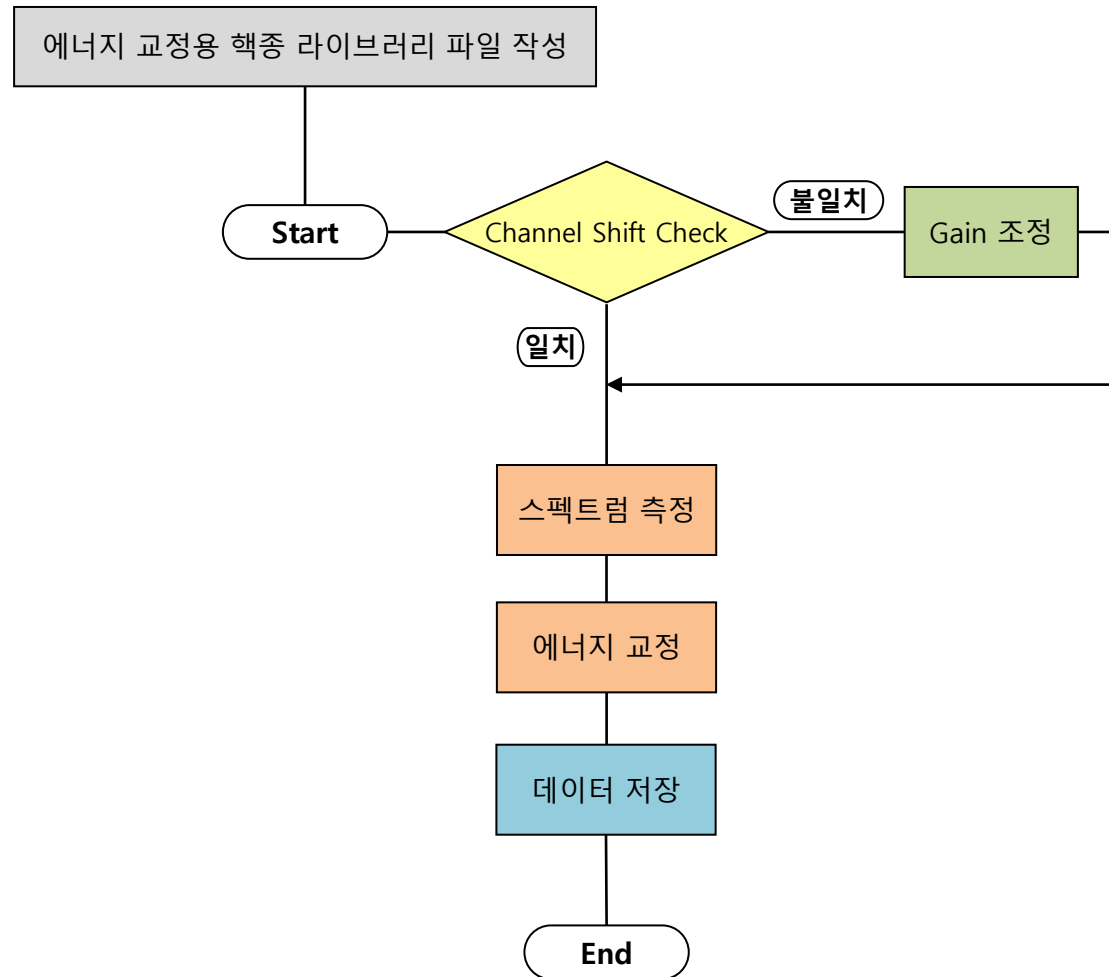 에너지 교정용 핵종 라이브러리 파일 작성
Start
Channel Shift Check
불일치
Gain 조정
일치
스펙트럼 측정
에너지 교정
데이터 저장
End